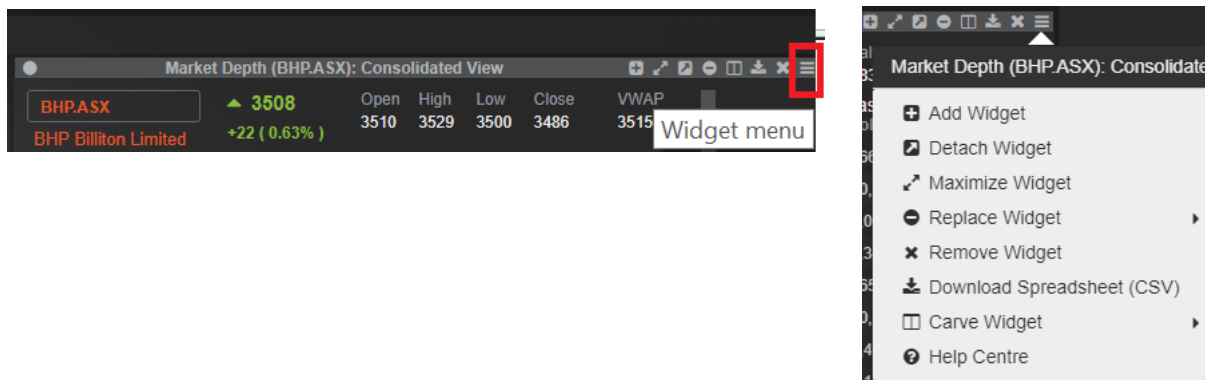 Market Depth (BHP.ASX): Consolidated View
BHP.ASX
3508
Open High Low Close VWAP
3510 3529 3500 3486 3515
BHP Billiton Limited
+22 ( 0.63% )
Widget menu
Market Depth (BHP.ASX): Consolidate
Add Widget
Detach Widget
Maximize Widget
Replace Widget
Remove Widget
Download Spreadsheet (CSV)
Carve Widget
Help Centre